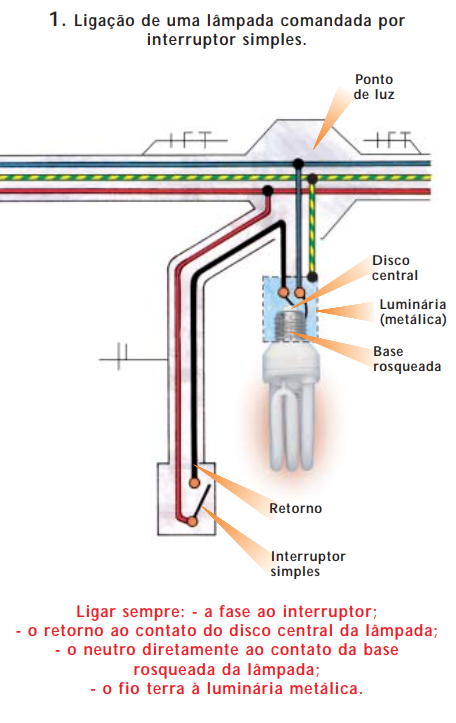 1. Ligação de uma lâmpada comandada por
interruptor simples.
Ponto
de luz
Disco
central
Luminária
(metálica)
Base
rosqueada
Retorno
Interruptor
simples
Ligar sempre: - a fase ao interruptor;
- o retorno ao contato do disco central da lâmpada;
- o neutro diretamente ao contato da base
rosqueada da lâmpada;
- o fio terra à luminária metálica.